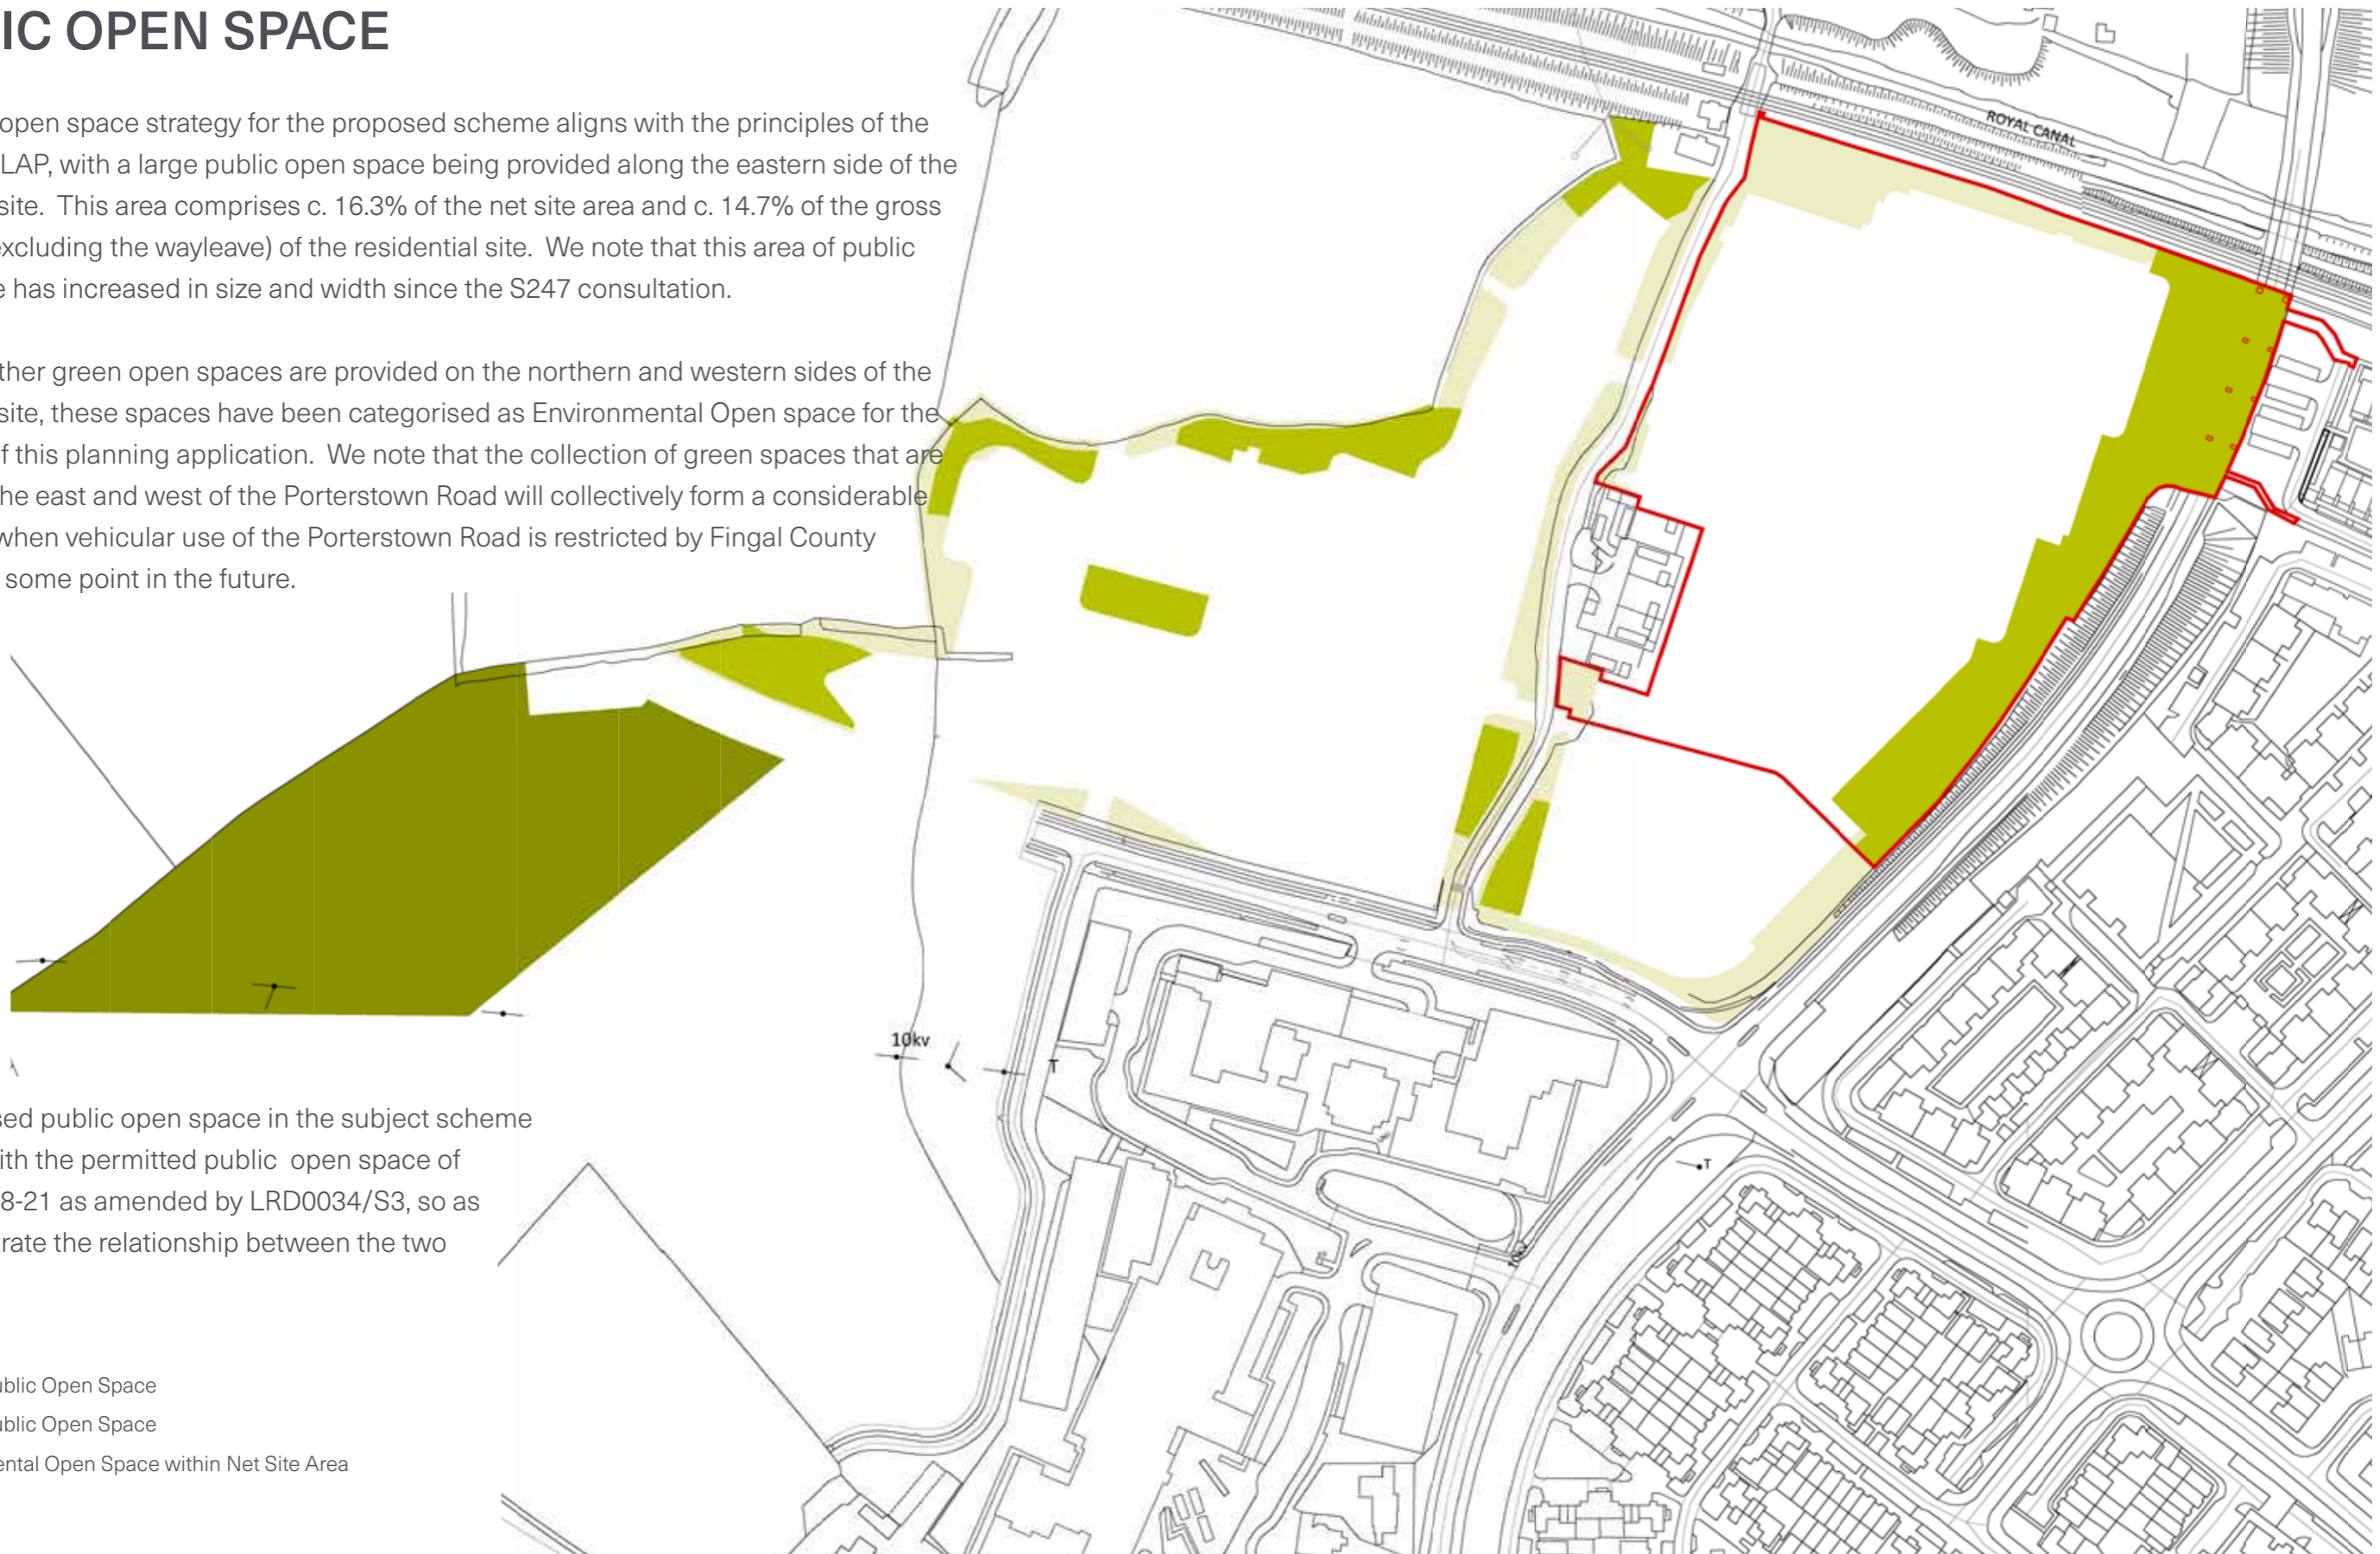 IC OPEN SPACE
open space strategy for the proposed scheme aligns with the principles of the
LAP, with a large public open space being provided along the eastern side of the
site. This area comprises c. 16.3% of the net site area and c. 14.7% of the gross
excluding the wayleave) of the residential site. We note that this area of public
e has increased in size and width since the S247 consultation.
ther green open spaces are provided on the northern and western sides of the
site, these spaces have been categorised as Environmental Open space for the
f this planning application. We note that the collection of green spaces that are
he east and west of the Porterstown Road will collectively form a considerable
when vehicular use of the Porterstown Road is restricted by Fingal County
some point in the future.
ROYAL CANAL
10kv
T
T
sed public open space in the subject scheme
ith the permitted public open space of
8-21 as amended by LRD0034/S3, so as
trate the relationship between the two
ublic Open Space
ublic Open Space
ental Open Space within Net Site Area